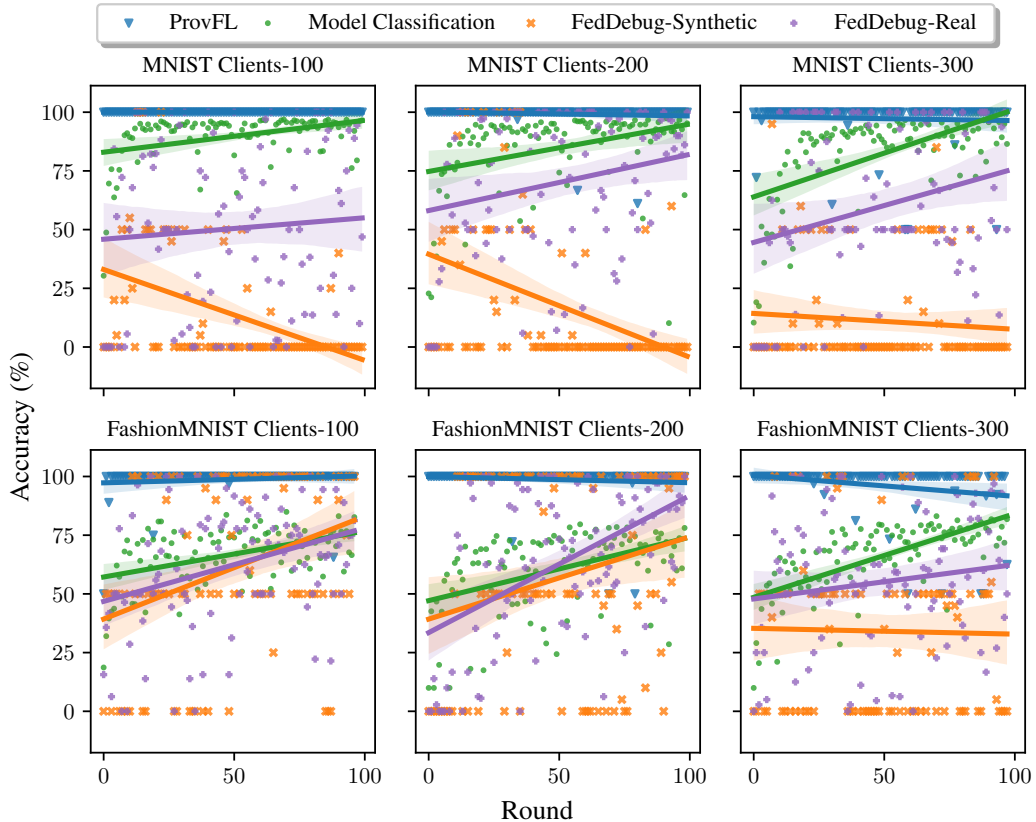 ProvFL Model Classification FedDebug-Synthetic FedDebug-Real
MNIST Clients-100 MNIST Clients-200 MNIST Clients-300
100
75
50
25
0
FashionMNIST Clients-100 FashionMNIST Clients-200 FashionMNIST Clients-300
100
75
50
25
0
0 50 100 0 50 100 0 50 100
Accuracy (%)
Round